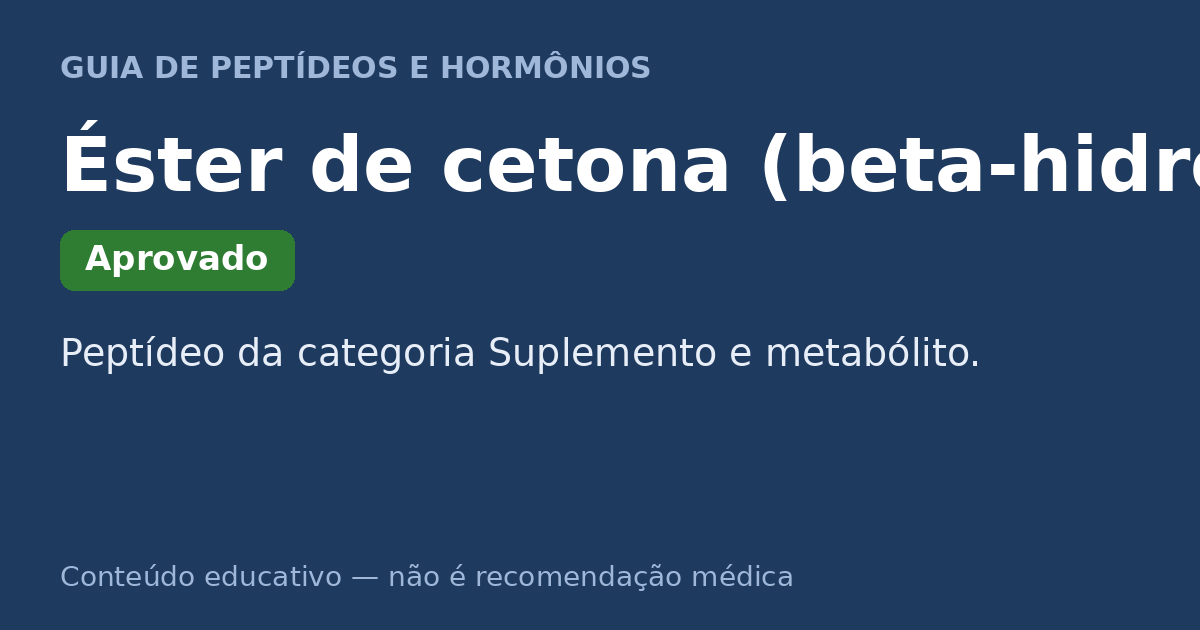 GUIA DE PEPTÍDEOS E HORMÔNIOS
Éster de cetona (beta-hidr
Aprovado
Peptídeo da categoria Suplemento e metabólito.
Conteúdo educativo — não é recomendação médica